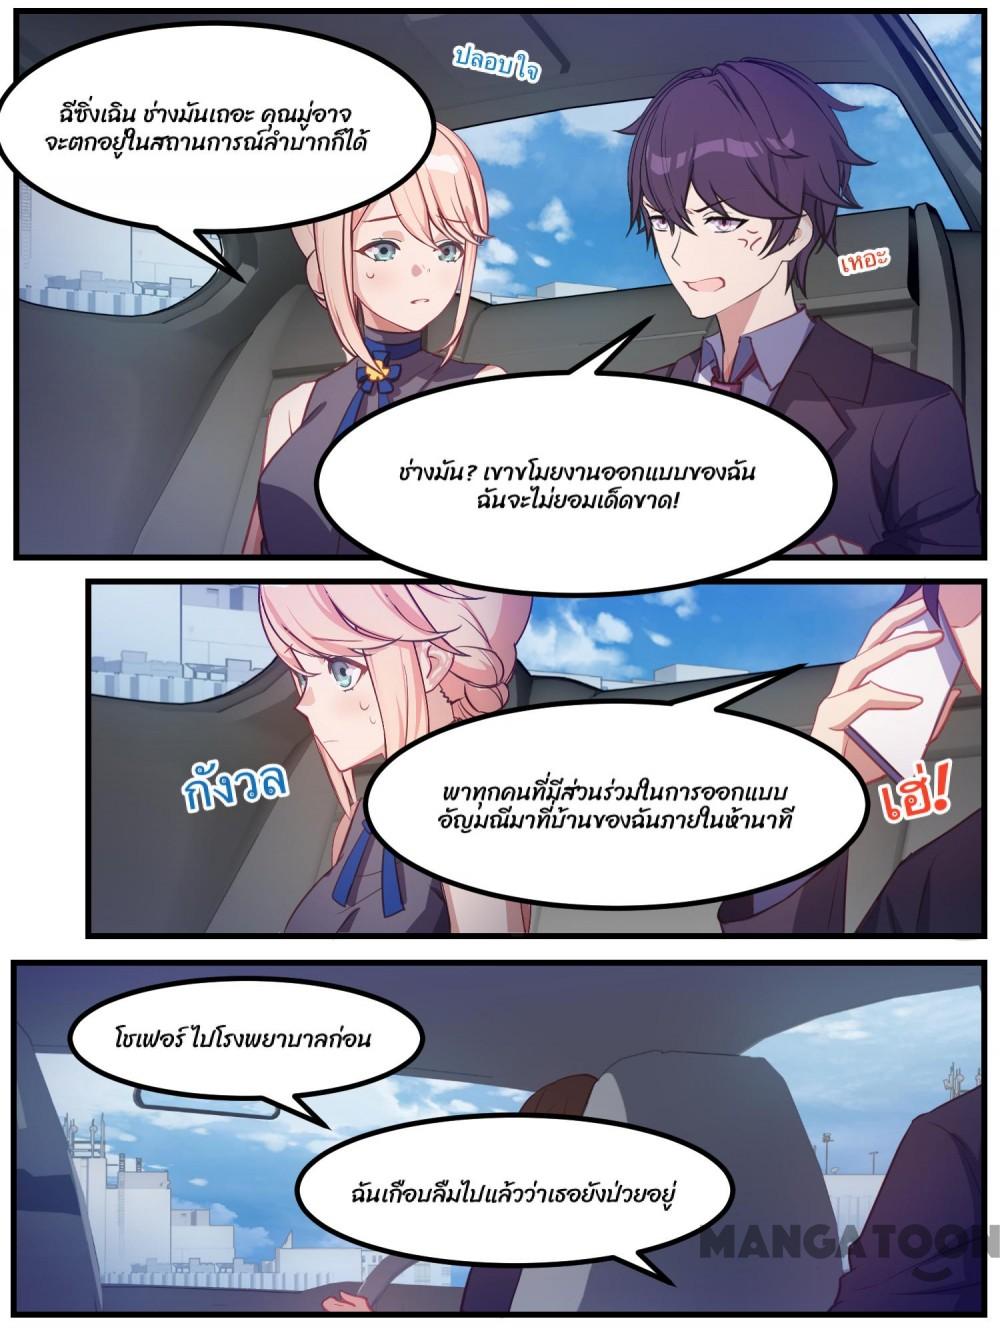 ปลอบใจ
ฉีซิ่งเฉิน ช่างมันเถอะ คุณมู่อาจ
จะตกอยู่ในสถานการณ์ลำบากก็ได้
เหอะ
ช่างมัน? เขาขโมยงานออกแบบของฉัน
ฉันจะไม่ยอมเด็ดขาด!
กังวล
พาทุกคนที่มีส่วนร่วมในการออกแบบ
อัญมณีมาที่บ้านของฉันภายในห้านาที
เฮ่!
โชเฟอร์ ไปโรงพยาบาลก่อน
ฉันเกือบลืมไปแล้วว่าเธอยังป่วยอยู่
MANGATOON